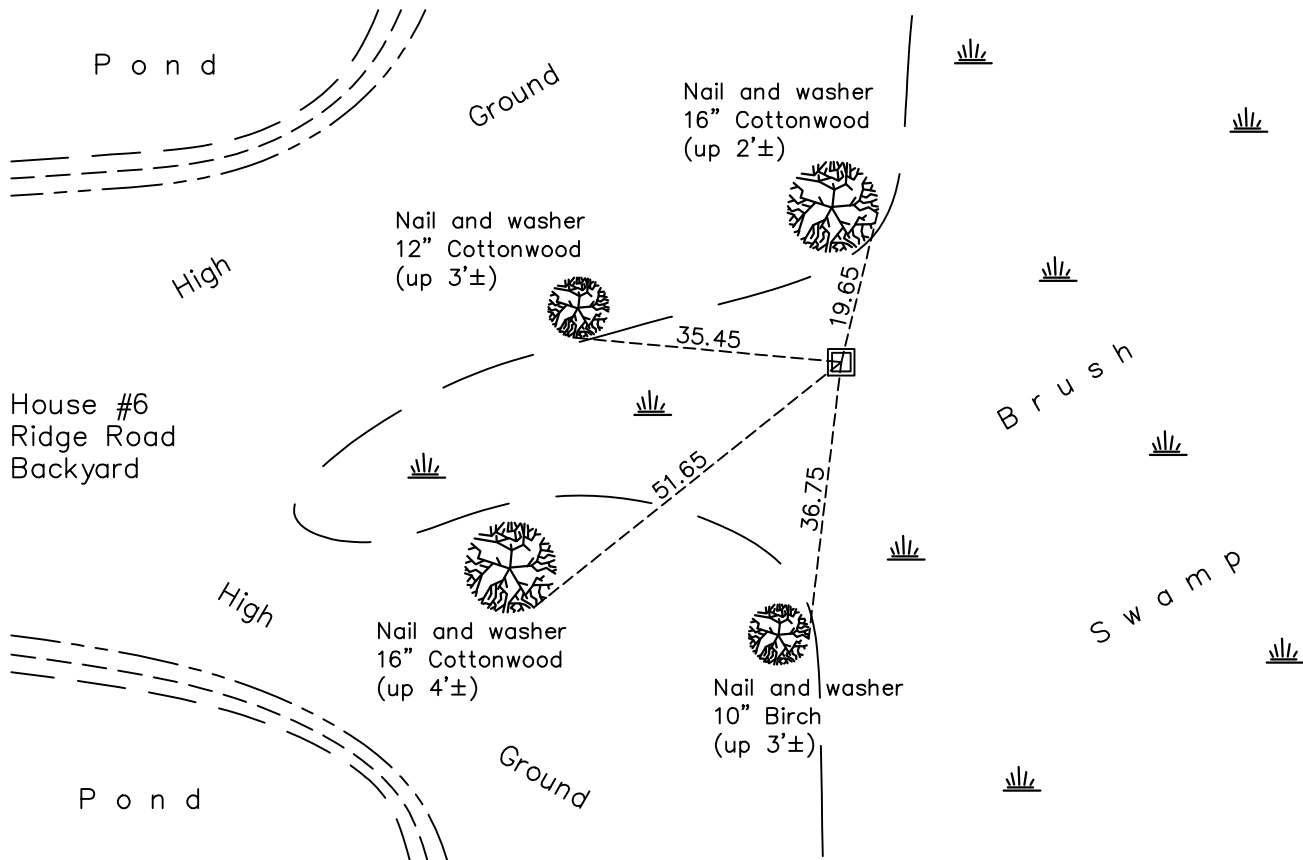 Pond
Ground
Nail and washer
16” Cottonwood
(up 2’±)
Nail and washer
12” Cottonwood
(up 3’±)
High
19.65
35.45
Brush
House #6
Ridge Road
Backyard
51.65
36.75
Swamp
High
Nail and washer
16” Cottonwood
(up 4’±)
Nail and washer
10” Birch
(up 3’±)
Ground
Pond